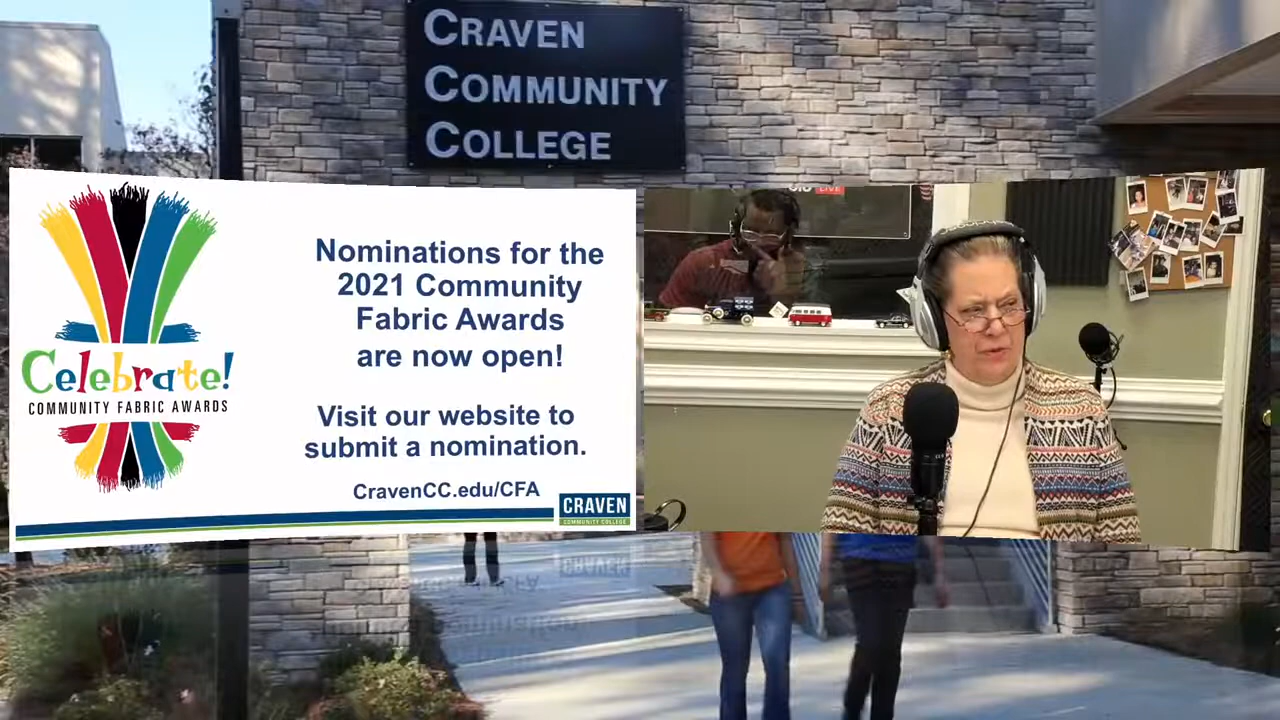 CRAVEN
COMMUNITY
COLLEGE
Celebrate!
COMMUNITY FABRIC AWARDS
Nominations for the
2021 Community
Fabric Awards
are now open!
Visit our website to
submit a nomination.
CravenCC.edu/CFA
CRAVEN
COMMUNITY COLLEGE
LIVE